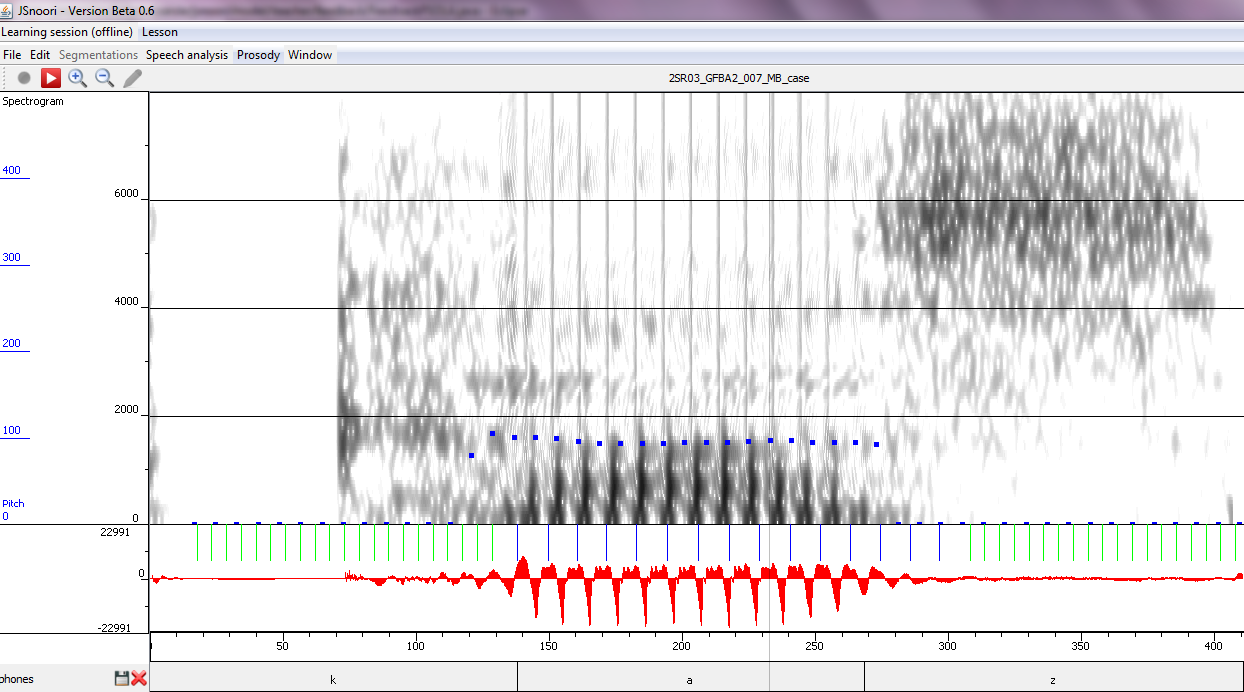 JSnoori - Version Beta 0.6
Learning session (offline) Lesson
File Edit Segmentations Speech analysis Prosody Window
2SR03_GFBA2_007_MB_case
Spectrogram
400
6000
300
4000
200
2000
100
Pitch
0
0
22991
0
-22991
50 100 150 200 250 300 350 400
phones k a z